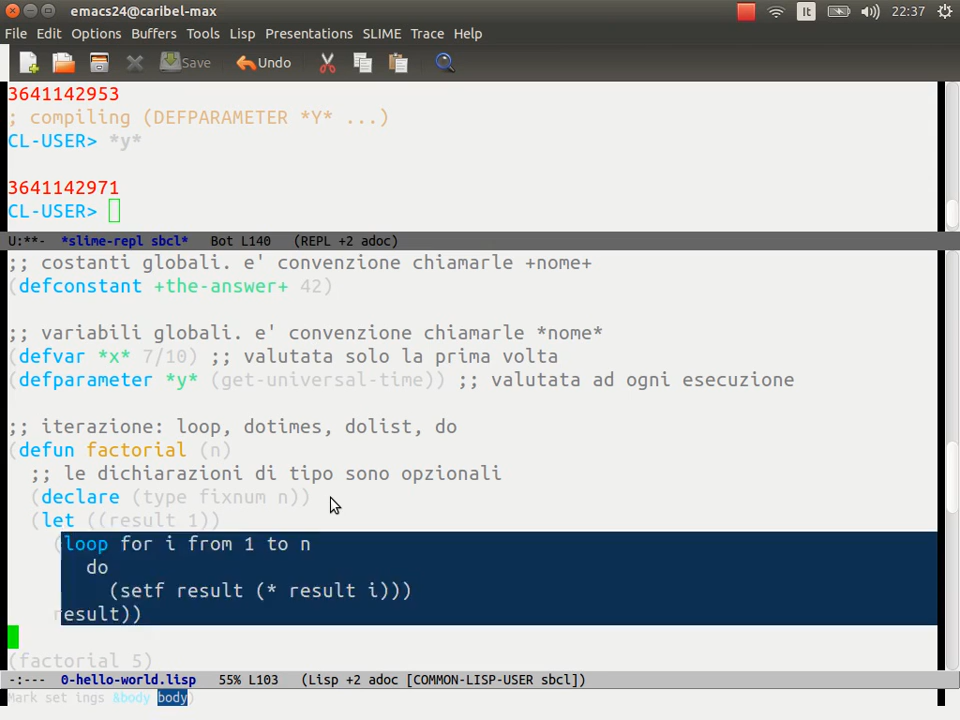 emacs24@caribel-max
It
22:37
File Edit Options Buffers Tools Lisp Presentations SLIME Trace Help
Save Undo
3641142953
; compiling (DEFPARAMETER *Y* ...)
CL-USER> *y*
3641142971
CL-USER>
U:**- *slime-repl sbcl* Bot L140 (REPL +2 adoc)
;; costanti globali. e' convenzione chiamarle +nome+
(defconstant +the-answer+ 42)
;; variabili globali. e' convenzione chiamarle *nome*
(defvar *x* 7/10) ;; valutata solo la prima volta
(defparameter *y* (get-universal-time)) ;; valutata ad ogni esecuzione
;; iterazione: loop, dotimes, dolist, do
(defun factorial (n)
;; le dichiarazioni di tipo sono opzionali
(declare (type fixnum n))
(let ((result 1))
(loop for i from 1 to n
do
(setf result (* result i)))
result))
(factorial 5)
-:--- 0-hello-world.lisp 55% L103 (Lisp +2 adoc [COMMON-LISP-USER sbcl])
Mark set ings &body body)